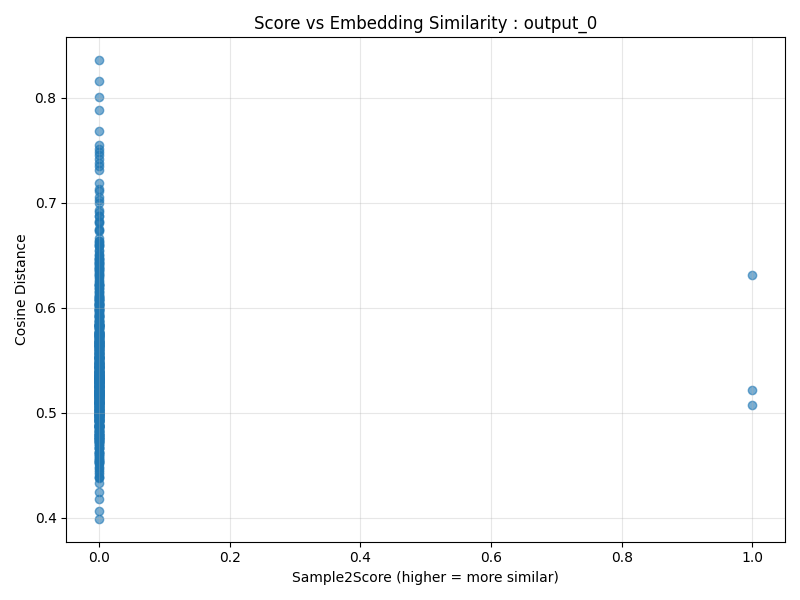 Score vs Embedding Similarity : output_0
Cosine Distance
0.8
0.7
0.6
0.5
0.4
0.0 0.2 0.4 0.6 0.8 1.0
Sample2Score (higher = more similar)